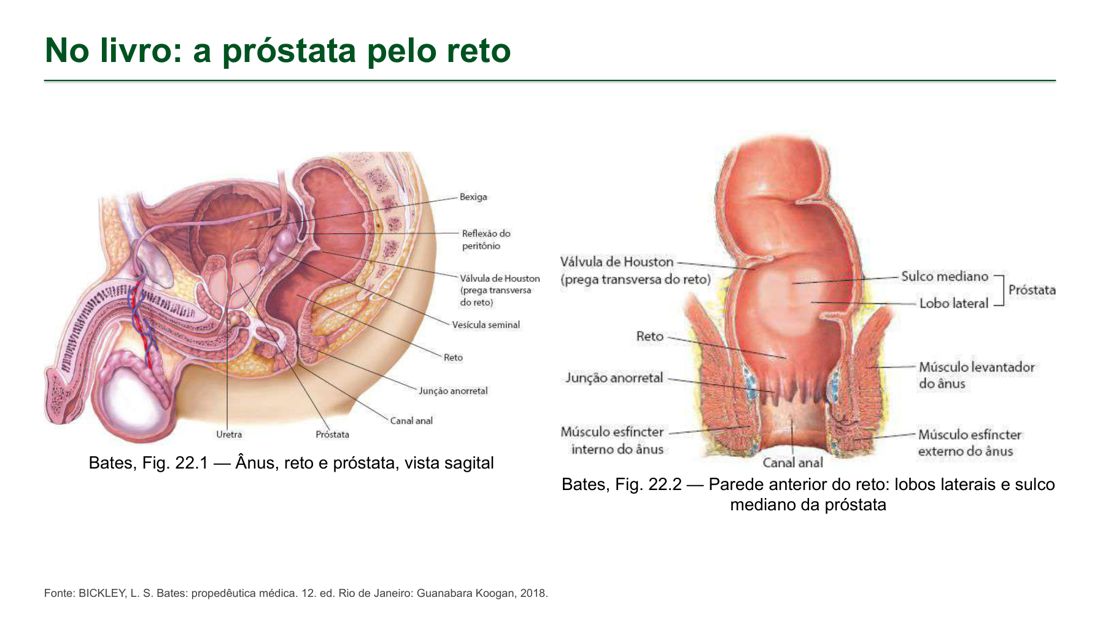 No livro: a próstata pelo reto
Bexiga
Reflexão do
peritônio
Válvula de Houston
(prega transversa
do reto)
Vesícula seminal
Reto
Junção anorretal
Canal anal
Uretra
Próstata
Bates, Fig. 22.1 — Ânus, reto e próstata, vista sagital
Válvula de Houston
(prega transversa do reto)
Reto
Junção anorretal
Músculo esfíncter
interno do ânus
Canal anal
Sulco mediano
Lobo lateral
Próstata
Músculo levantador
do ânus
Músculo esfíncter
externo do ânus
Bates, Fig. 22.2 — Parede anterior do reto: lobos laterais e sulco
mediano da próstata
Fonte: BICKLEY, L. S. Bates: propedêutica médica. 12. ed. Rio de Janeiro: Guanabara Koogan, 2018.